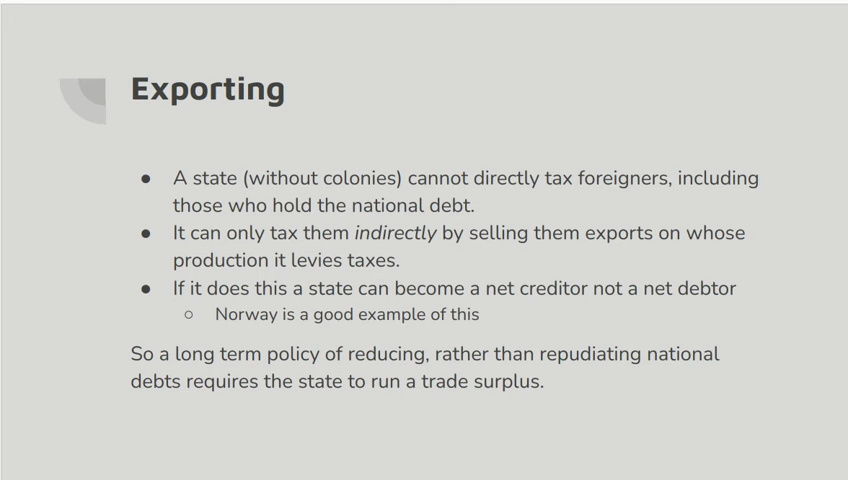 Exporting
● A state (without colonies) cannot directly tax foreigners, including
those who hold the national debt.
● It can only tax them indirectly by selling them exports on whose
production it levies taxes.
● If it does this a state can become a net creditor not a net debtor
○ Norway is a good example of this
So a long term policy of reducing, rather than repudiating national
debts requires the state to run a trade surplus.